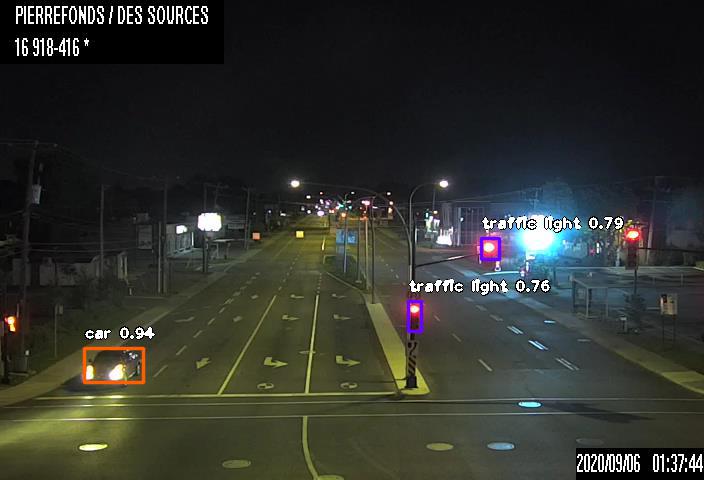 PIERREFONDS / DES SOURCES
16 918-416 *
traffic light 0.79
traffic light 0.76
car 0.94
2020/09/06 01:37:44